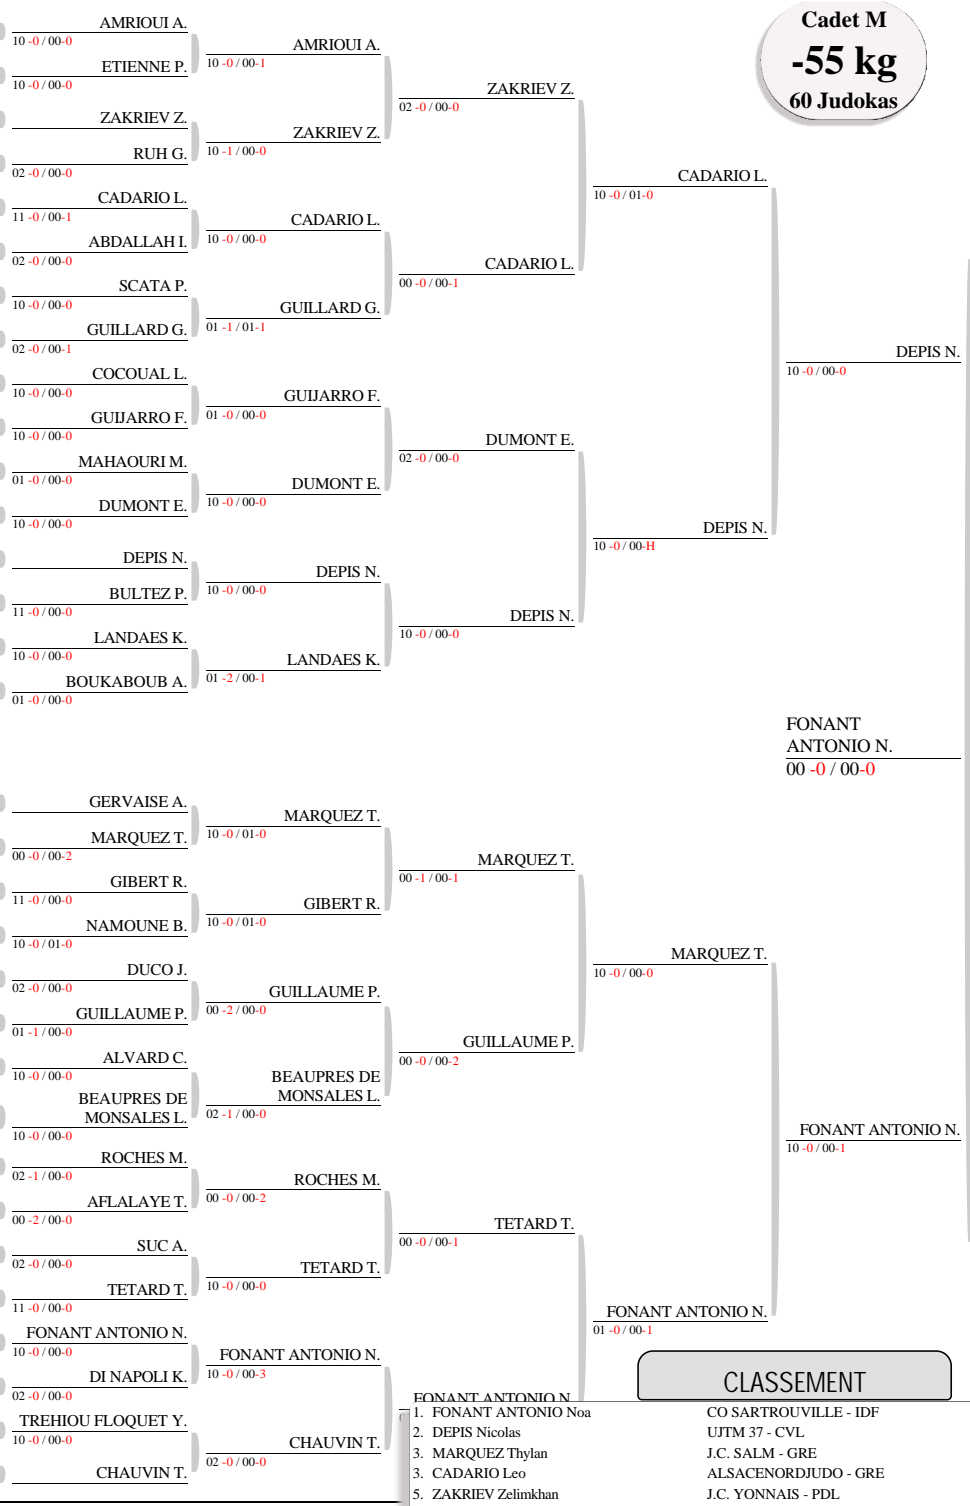 Cadet M
-55 kg
60 Judokas
AMRIOUI A.
10 -0 / 00-0
ETIENNE P.
10 -0 / 00-0
ZAKRIEV Z.
RUH G.
02 -0 / 00-0
CADARIO L.
11 -0 / 00-1
ABDALLAH I.
02 -0 / 00-0
SCATA P.
10 -0 / 00-0
GUILLARD G.
02 -0 / 00-1
COCOUAL L.
10 -0 / 00-0
GUIJARRO F.
10 -0 / 00-0
MAHAOURI M.
01 -0 / 00-0
DUMONT E.
10 -0 / 00-0
DEPIS N.
BULTEZ P.
11 -0 / 00-0
LANDAES K.
10 -0 / 00-0
BOUKABOUB A.
01 -0 / 00-0
GERVAISE A.
MARQUEZ T.
00 -0 / 00-2
GIBERT R.
11 -0 / 00-0
NAMOUNE B.
10 -0 / 01-0
DUCO J.
02 -0 / 00-0
GUILLAUME P.
01 -1 / 00-0
ALVARD C.
10 -0 / 00-0
BEAUPRES DE
MONSALES L.
10 -0 / 00-0
ROCHES M.
02 -1 / 00-0
AFLALAYE T.
00 -2 / 00-0
SUC A.
02 -0 / 00-0
TETARD T.
11 -0 / 00-0
FONANT ANTONIO N.
10 -0 / 00-0
DI NAPOLI K.
02 -0 / 00-0
TREHIOU FLOQUET Y.
10 -0 / 00-0
CHAUVIN T.
AMRIOUI A.
10 -0 / 00-1
ZAKRIEV Z.
10 -1 / 00-0
CADARIO L.
10 -0 / 00-0
GUILLARD G.
01 -1 / 01-1
GUIJARRO F.
01 -0 / 00-0
DUMONT E.
10 -0 / 00-0
DEPIS N.
10 -0 / 00-0
LANDAES K.
01 -2 / 00-1
MARQUEZ T.
10 -0 / 01-0
GIBERT R.
10 -0 / 01-0
GUILLAUME P.
00 -2 / 00-0
BEAUPRES DE
MONSALES L.
02 -1 / 00-0
ROCHES M.
00 -0 / 00-2
TETARD T.
10 -0 / 00-0
FONANT ANTONIO N.
10 -0 / 00-3
CHAUVIN T.
02 -0 / 00-0
ZAKRIEV Z.
02 -0 / 00-0
CADARIO L.
00 -0 / 00-1
DUMONT E.
02 -0 / 00-0
DEPIS N.
10 -0 / 00-0
MARQUEZ T.
00 -1 / 00-1
GUILLAUME P.
00 -0 / 00-2
TETARD T.
00 -0 / 00-1
FONANT ANTONIO N.
CADARIO L.
10 -0 / 01-0
DEPIS N.
10 -0 / 00-H
MARQUEZ T.
10 -0 / 00-0
FONANT ANTONIO N.
01 -0 / 00-1
DEPIS N.
10 -0 / 00-0
FONANT ANTONIO N.
10 -0 / 00-1
FONANT
ANTONIO N.
00 -0 / 00-0
CLASSEMENT
1. FONANT ANTONIO Noa CO SARTROUVILLE - IDF
2. DEPIS Nicolas UJTM 37 - CVL
3. MARQUEZ Thylan J.C. SALM - GRE
3. CADARIO Leo ALSACENORDJUDO - GRE
5. ZAKRIEV Zelimkhan J.C. YONNAIS - PDL